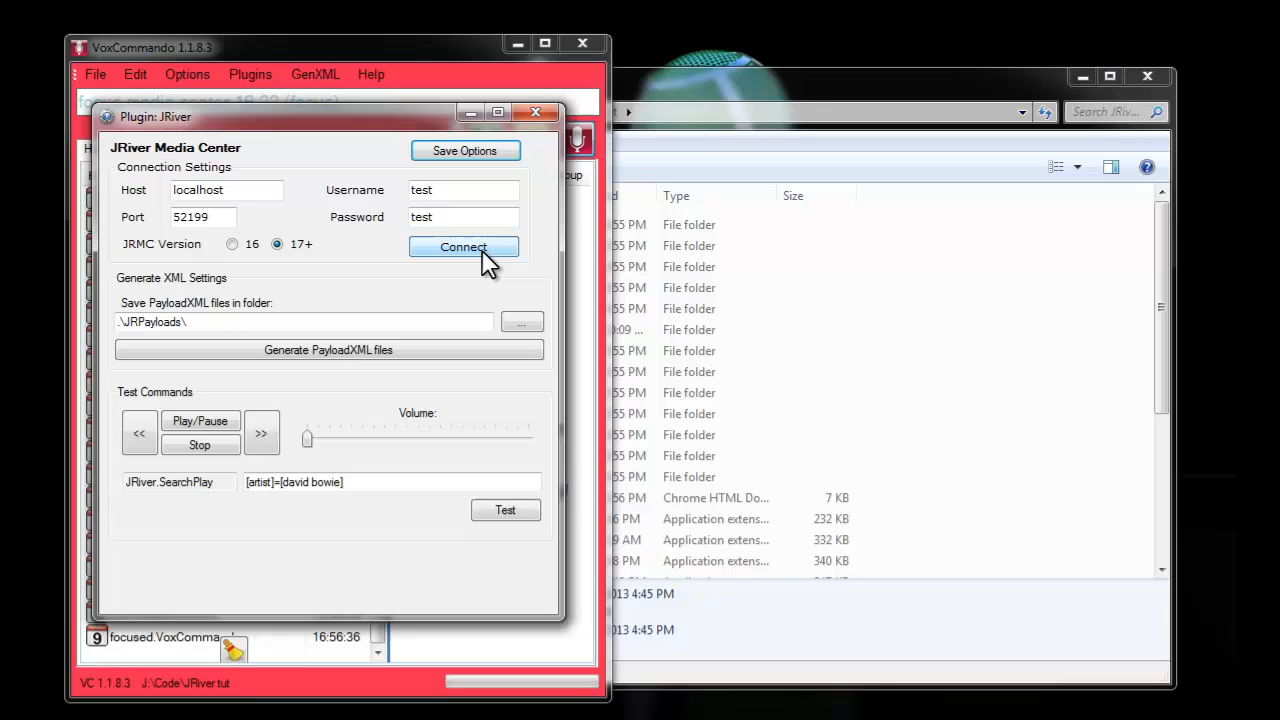 VoxCommando 1.1.8.3
File Edit Options Plugins GenXML Help
Plugin: JRiver
JRiver Media Center
Save Options
Connection Settings
Host localhost Username test
Port 52199 Password test
JRMC Version 16 17+
Connect
Generate XML Settings
Save PayloadXML files in folder:
.\JRPayloads\
...
Generate PayloadXML files
Test Commands
<< Play/Pause >>
Stop
Volume:
JRiver.SearchPlay [artist]=[david bowie]
Test
9 focused.VoxComma 16:56:36
VC 1.1.8.3 J:\Code\JRivertut
Search JRiv...
Type Size
55 PM File folder
55 PM File folder
55 PM File folder
55 PM File folder
55 PM File folder
0:09 ... File folder
55 PM File folder
55 PM File folder
55 PM File folder
55 PM File folder
55 PM File folder
55 PM File folder
55 PM File folder
56 PM Chrome HTML Do... 7 KB
6 PM Application extens... 232 KB
9 AM Application extens... 332 KB
8 PM Application extens... 340 KB
013 4:45 PM
013 4:45 PM